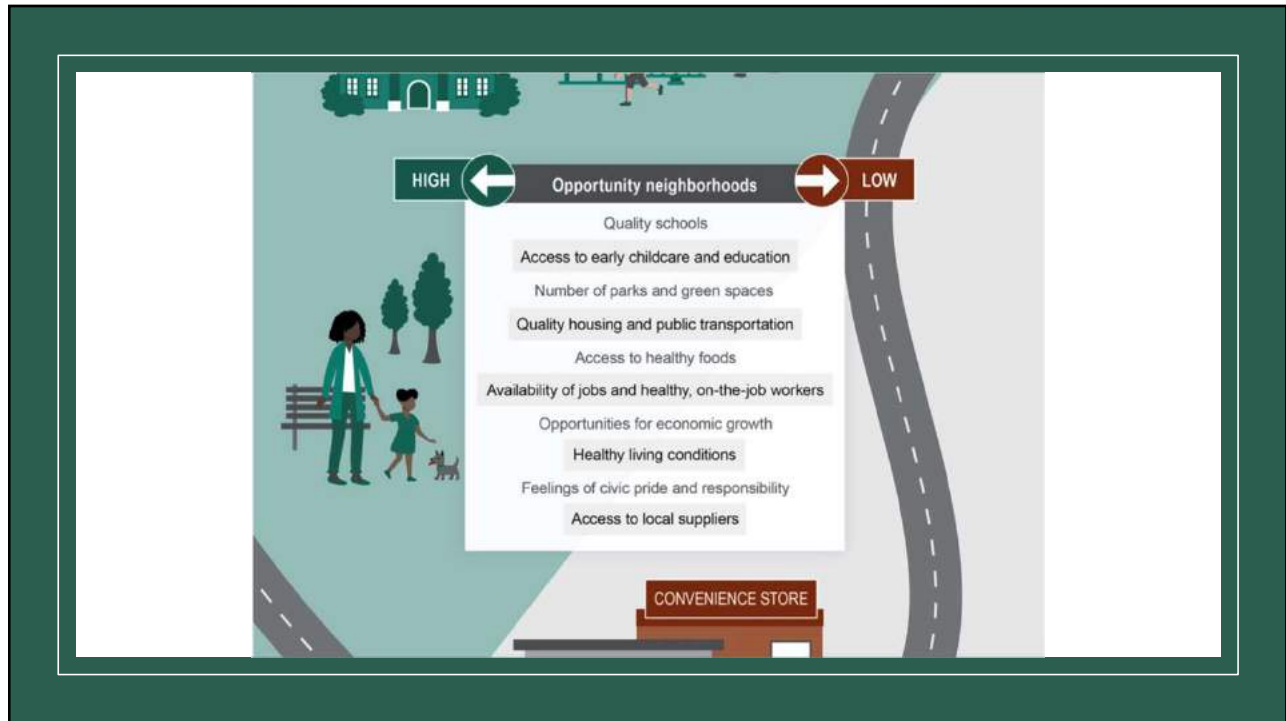 HIGH
Opportunity neighborhoods
LOW
Quality schools
Access to early childcare and education
Number of parks and green spaces
Quality housing and public transportation
Access to healthy foods
Availability of jobs and healthy, on-the-job workers
Opportunities for economic growth
Healthy living conditions
Feelings of civic pride and responsibility
Access to local suppliers
CONVENIENCE STORE